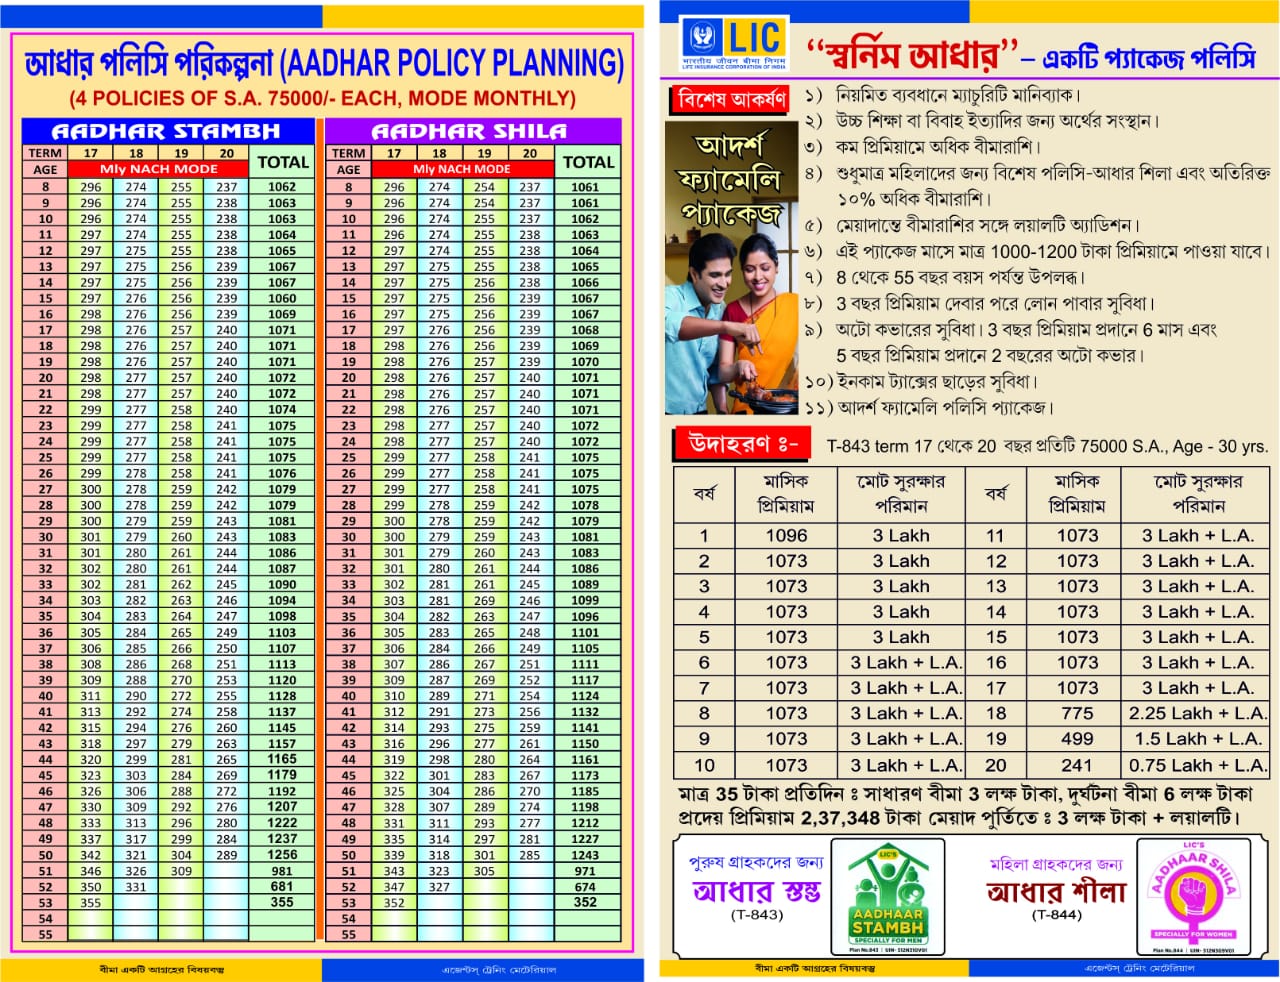 আধার পলিসি পরিকল্পনা (AADHAR POLICY PLANNING)
(4 POLICIES OF S.A. 75000/- EACH, MODE MONTHLY)
AADHAR STAMBH AADHAR SHILA
TERM 17 18 19 20 TOTAL TERM 17 18 19 20 TOTAL
AGE Mly NACH MODE AGE Mly NACH MODE
8 296 274 255 237 1062 8 296 274 254 237 1061
9 296 274 255 238 1063 9 296 274 255 237 1061
10 296 274 255 238 1063 10 296 274 255 237 1062
11 297 274 255 238 1064 11 296 274 255 238 1063
12 297 275 255 238 1065 12 297 274 255 238 1064
13 297 275 256 239 1067 13 297 274 255 238 1065
14 297 275 256 239 1067 14 297 275 256 238 1066
15 297 276 256 239 1060 15 297 275 256 239 1067
16 298 276 256 239 1069 16 297 275 256 239 1067
17 298 276 257 240 1071 17 298 275 256 239 1068
18 298 276 257 240 1071 18 298 276 256 239 1069
19 298 276 257 240 1071 19 298 276 257 239 1070
20 298 277 257 240 1072 20 298 276 257 240 1071
21 298 277 257 240 1072 21 298 276 257 240 1071
22 299 277 258 240 1074 22 298 276 257 240 1071
23 299 277 258 241 1075 23 298 277 257 240 1072
24 299 277 258 241 1075 24 298 277 257 240 1072
25 299 277 258 241 1075 25 299 277 258 241 1075
26 299 278 258 241 1076 26 299 277 258 241 1075
27 300 278 259 242 1079 27 299 277 258 241 1075
28 300 278 259 242 1079 28 300 278 258 242 1078
29 300 279 259 243 1081 29 300 278 259 242 1079
30 301 279 260 243 1083 30 300 279 259 243 1081
31 301 280 261 244 1086 31 301 279 260 243 1083
32 302 280 261 244 1087 32 301 280 261 244 1086
33 302 281 262 245 1090 33 302 281 261 245 1089
34 303 282 263 246 1094 34 303 281 269 246 1099
35 304 283 264 247 1098 35 304 282 263 247 1096
36 305 284 265 249 1103 36 305 283 265 248 1101
37 306 285 266 250 1107 37 306 284 266 249 1105
38 308 286 268 251 1113 38 307 286 267 251 1111
39 309 288 270 253 1120 39 309 287 269 252 1117
40 311 290 272 255 1128 40 310 289 271 254 1124
41 313 292 274 258 1137 41 312 291 273 256 1132
42 315 294 276 260 1145 42 314 293 275 259 1141
43 318 297 279 263 1157 43 316 296 277 261 1150
44 320 299 281 265 1165 44 319 298 280 264 1161
45 323 303 284 269 1179 45 322 301 283 267 1173
46 326 306 288 272 1192 46 325 304 286 270 1185
47 330 309 292 276 1207 47 328 307 289 274 1198
48 333 313 296 280 1222 48 331 311 293 277 1212
49 337 317 299 284 1237 49 335 314 297 281 1227
50 342 321 304 289 1256 50 339 318 301 285 1243
51 346 326 309 981 51 343 323 305 971
52 350 331 681 52 347 327 674
53 355 355 53 352 352
54 54
55 55
বীমা একটি আগ্রহের বিষয়বস্তু এজেন্টস্ ট্রেনিং মেটেরিয়াল
LIC
भारतीय जीवन बीमा निगम
LIFE INSURANCE CORPORATION OF INDIA
“স্বর্নিম আধার” – একটি প্যাকেজ পলিসি
বিশেষ আকর্ষণ
আদর্শ
ফ্যামেলি
প্যাকেজ
১) নিয়মিত ব্যবধানে ম্যাচুরিটি মানিব্যাক।
২) উচ্চ শিক্ষা বা বিবাহ ইত্যাদির জন্য অর্থের সংস্থান।
৩) কম প্রিমিয়ামে অধিক বীমারাশি।
৪) শুধুমাত্র মহিলাদের জন্য বিশেষ পলিসি-আধার শিলা এবং অতিরিক্ত
১০% অধিক বীমারাশি।
৫) মেয়াদান্তে বীমারাশির সঙ্গে লয়ালটি অ্যাডিশন।
৬) এই প্যাকেজ মাসে মাত্র 1000-1200 টাকা প্রিমিয়ামে পাওয়া যাবে।
৭) 8 থেকে 55 বছর বয়স পর্যন্ত উপলব্ধ।
৮) 3 বছর প্রিমিয়াম দেবার পরে লোন পাবার সুবিধা।
৯) অটো কভারের সুবিধা। 3 বছর প্রিমিয়াম প্রদানে 6 মাস এবং
5 বছর প্রিমিয়াম প্রদানে 2 বছরের অটো কভার।
১০) ইনকাম ট্যাক্সের ছাড়ের সুবিধা।
১১) আদর্শ ফ্যামেলি পলিসি প্যাকেজ।
উদাহরণ ঃ- T-843 term 17 থেকে 20 বছর প্রতিটি 75000 S.A., Age - 30 yrs.
বর্ষ মাসিক প্রিমিয়াম মোট সুরক্ষার পরিমান বর্ষ মাসিক প্রিমিয়াম মোট সুরক্ষার পরিমান
1 1096 3 Lakh 11 1073 3 Lakh + L.A.
2 1073 3 Lakh 12 1073 3 Lakh + L.A.
3 1073 3 Lakh 13 1073 3 Lakh + L.A.
4 1073 3 Lakh 14 1073 3 Lakh + L.A.
5 1073 3 Lakh 15 1073 3 Lakh + L.A.
6 1073 3 Lakh + L.A. 16 1073 3 Lakh + L.A.
7 1073 3 Lakh + L.A. 17 1073 3 Lakh + L.A.
8 1073 3 Lakh + L.A. 18 775 2.25 Lakh + L.A.
9 1073 3 Lakh + L.A. 19 499 1.5 Lakh + L.A.
10 1073 3 Lakh + L.A. 20 241 0.75 Lakh + L.A.
মাত্র 35 টাকা প্রতিদিন ঃ সাধারণ বীমা 3 লক্ষ টাকা, দুর্ঘটনা বীমা 6 লক্ষ টাকা
প্রাদেয় প্রিমিয়াম 2,37,348 টাকা মেয়াদ পুর্তিতে ঃ 3 লক্ষ টাকা + লয়ালটি।
পুরুষ গ্রাহকদের জন্য
আধার স্তম্ভ
(T-843)
LIC'S
AADHAAR
STAMBH
SPECIALLY FOR MEN
Plan No.843 | UIN- 512N310V01
মহিলা গ্রাহকদের জন্য
আধার শীলা
(T-844)
LIC'S
AADHAAR SHILA
SPECIALLY FOR WOMEN
Plan No.844 | UIN- 512N309V01
বীমা একটি আগ্রহের বিষয়বস্তু এজেন্টস্ ট্রেনিং মেটেরিয়াল